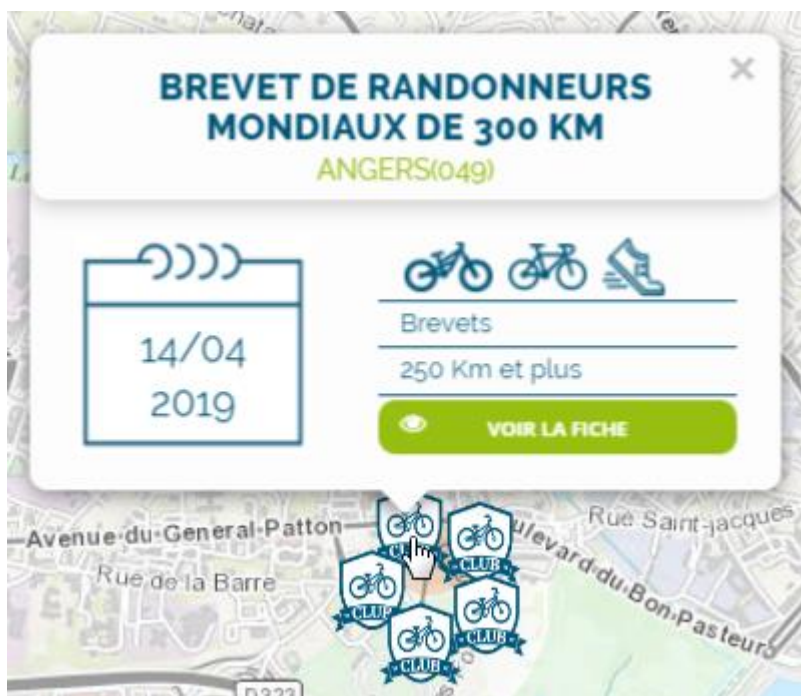 BREVET DE RANDONNEURS
MONDIAUX DE 300 KM
ANGERS(049)
×
14/04
2019
Brevets
250 Km et plus
VOIR LA FICHE
Avenue du General Patton
Rue Saint-jacques
Rue de la Barre
Boulevard du Bon Pasteur
CLUB
CLUB
CLUB
CLUB
D323